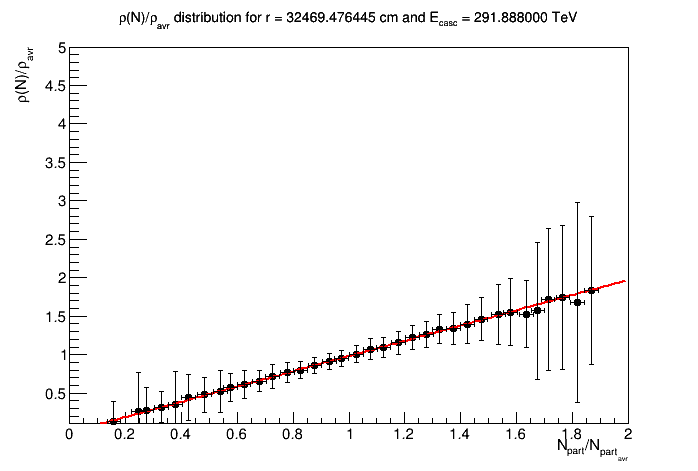 ρ(N)/ρavr distribution for r = 32469.476445 cm and Ecasc = 291.888000 TeV
ρ(N)/ρavr
5
4.5
4
3.5
3
2.5
2
1.5
1
0.5
0 0.2 0.4 0.6 0.8 1 1.2 1.4 1.6 1.8 2
Npart/Npartavr